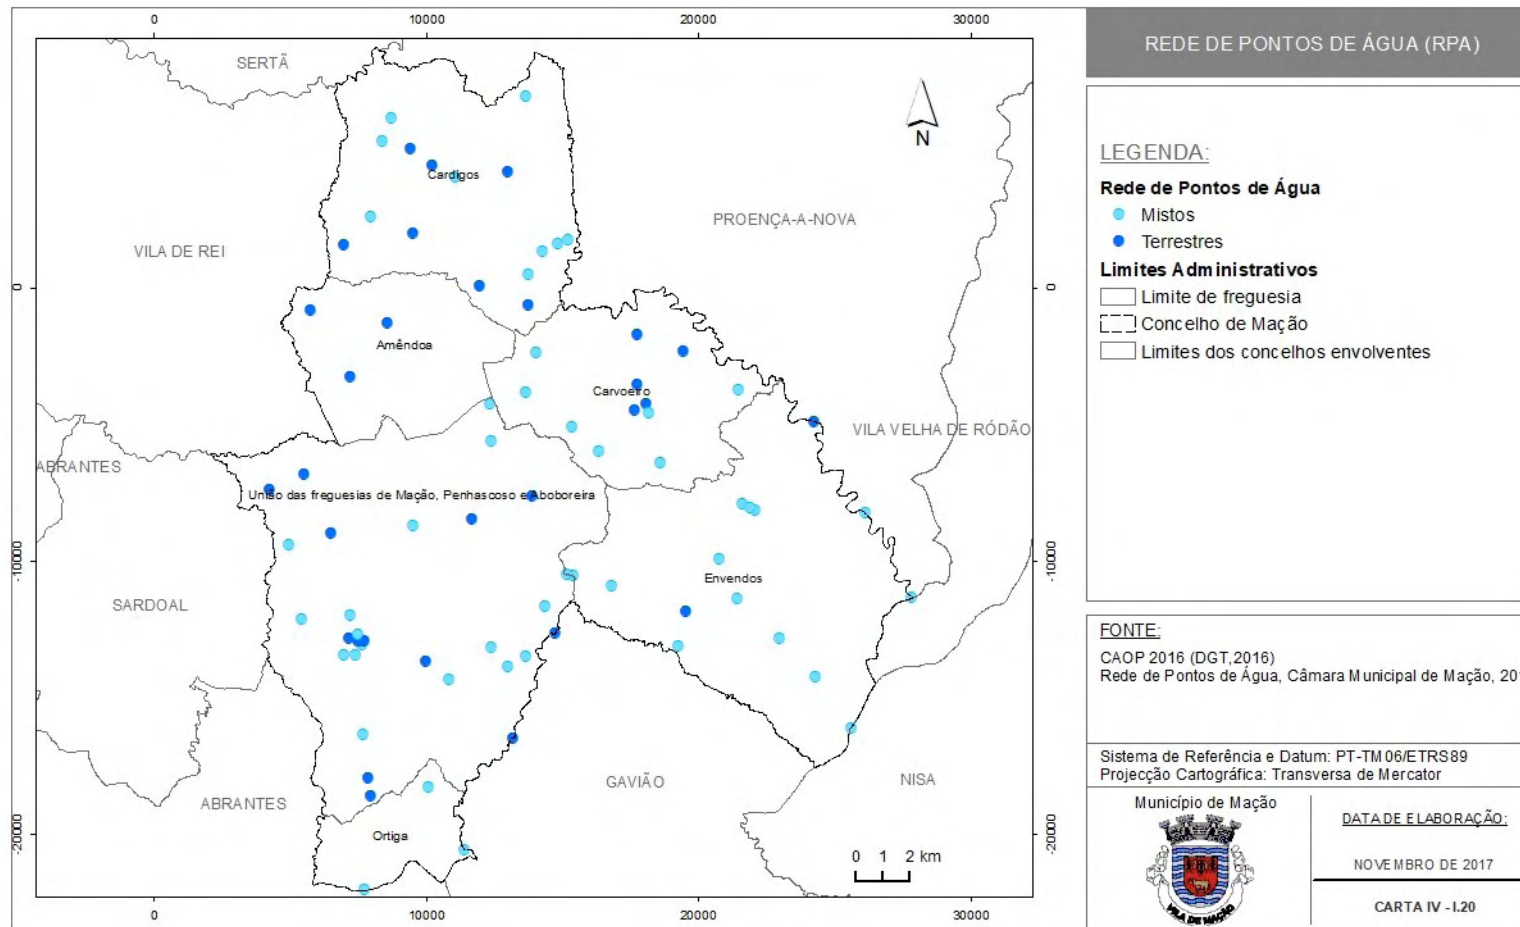 0
10000
20000
30000
SERTÃ
N
Cardigos
PROENÇA-A-NOVA
VILA DE REI
0
0
Amêndoa
Carvoeiro
VILA VELHA DE RÓDÃO
ABRANTES
União das freguesias de Mação, Penhascoso e Aboboreira
-10000
-10000
Envendos
SARDOAL
GAVIÃO
NISA
ABRANTES
Ortiga
-20000
-20000
0 1 2 km
0
10000
20000
30000
REDE DE PONTOS DE ÁGUA (RPA)
LEGENDA:
Rede de Pontos de Água
Mistos
Terrestres
Limites Administrativos
Limite de freguesia
Concelho de Mação
Limites dos concelhos envolventes
FONTE:
CAOP 2016 (DGT,2016)
Rede de Pontos de Água, Câmara Municipal de Mação, 201
Sistema de Referência e Datum: PT-TM06/ETRS89
Projecção Cartográfica: Transversa de Mercator
Município de Mação
VILA DE MAÇÃO
DATA DE ELABORAÇÃO:
NOVEMBRO DE 2017
CARTA IV - I.20